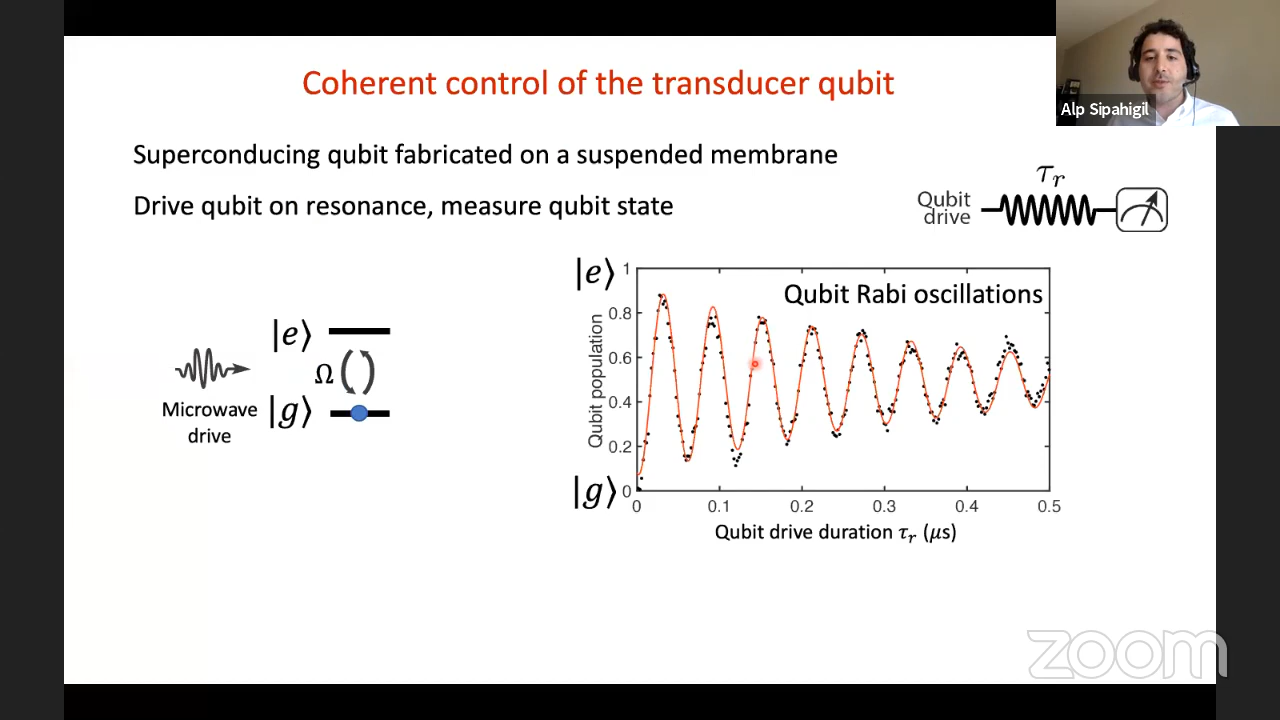 Coherent control of the transducer qubit
Alp Sipahigil
Superconducing qubit fabricated on a suspended membrane
Drive qubit on resonance, measure qubit state
τr
Qubit
drive
|e⟩
Ω
|g⟩
Microwave
drive
|e⟩
|g⟩
Qubit Rabi oscillations
Qubit population
1
0.8
0.6
0.4
0.2
0
0 0.1 0.2 0.3 0.4 0.5
Qubit drive duration τr (μs)
zoom